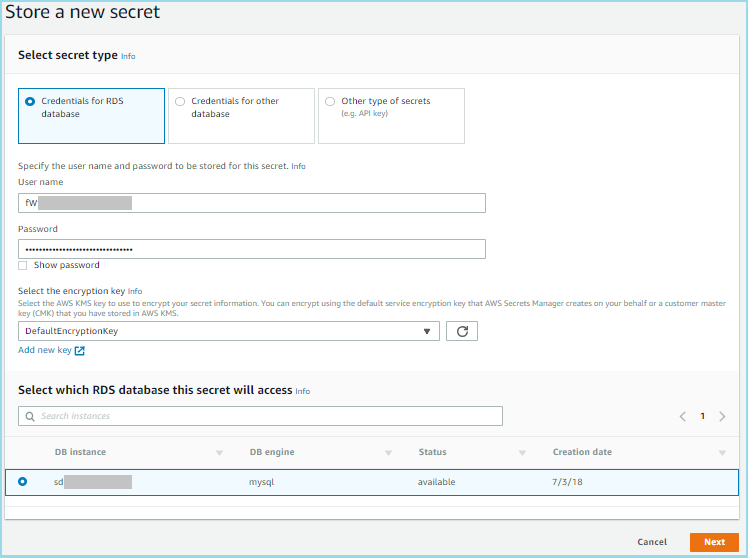 Store a new secret
Select secret type Info
Credentials for RDS database
Credentials for other database
Other type of secrets
(e.g. API key)
Specify the user name and password to be stored for this secret. Info
User name
fW
Password
Show password
Select the encryption key Info
Select the AWS KMS key to use to encrypt your secret information. You can encrypt using the default service encryption key that AWS Secrets Manager creates on your behalf or a customer master
key (CMK) that you have stored in AWS KMS.
DefaultEncryptionKey
Add new key
Select which RDS database this secret will access Info
Search instances
1
DB instance DB engine Status Creation date
sd mysql available 7/3/18
Cancel Next